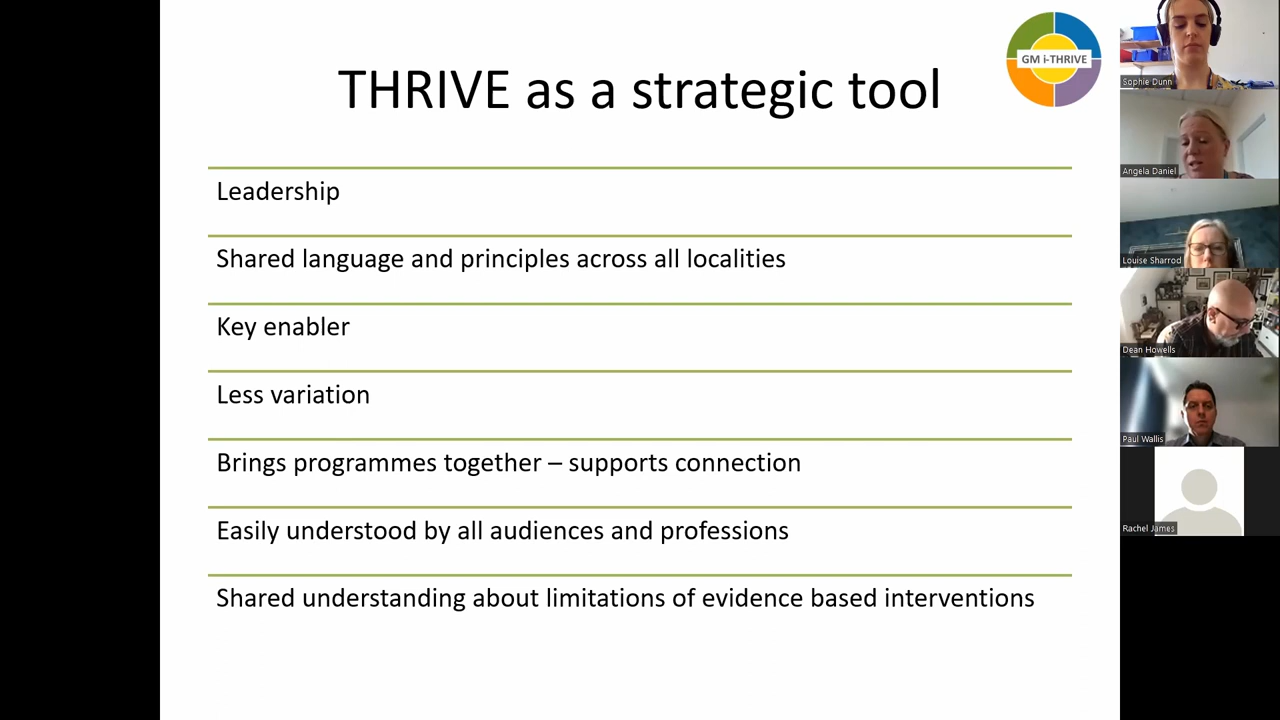 THRIVE as a strategic tool
GM i-THRIVE
Leadership
Shared language and principles across all localities
Key enabler
Less variation
Brings programmes together – supports connection
Easily understood by all audiences and professions
Shared understanding about limitations of evidence based interventions
Sophie Dunn
Angela Daniel
Louise Sharrod
Dean Howells
Paul Wallis
Rachel James